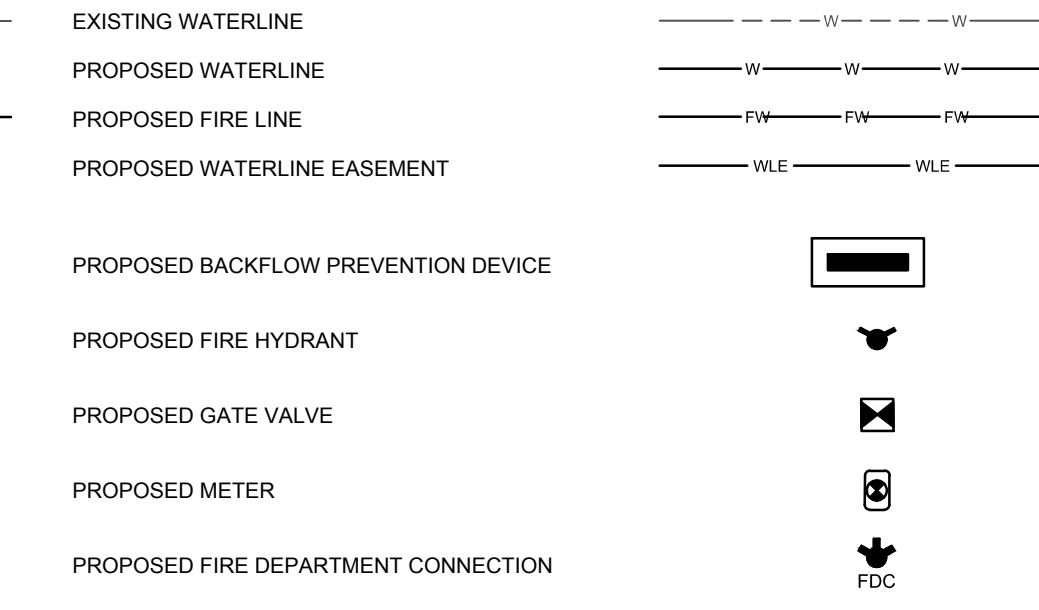 EXISTING WATERLINE W W
PROPOSED WATERLINE W W W
PROPOSED FIRE LINE FW FW FW
PROPOSED WATERLINE EASEMENT WLE WLE
PROPOSED BACKFLOW PREVENTION DEVICE
PROPOSED FIRE HYDRANT
PROPOSED GATE VALVE
PROPOSED METER
PROPOSED FIRE DEPARTMENT CONNECTION
FDC